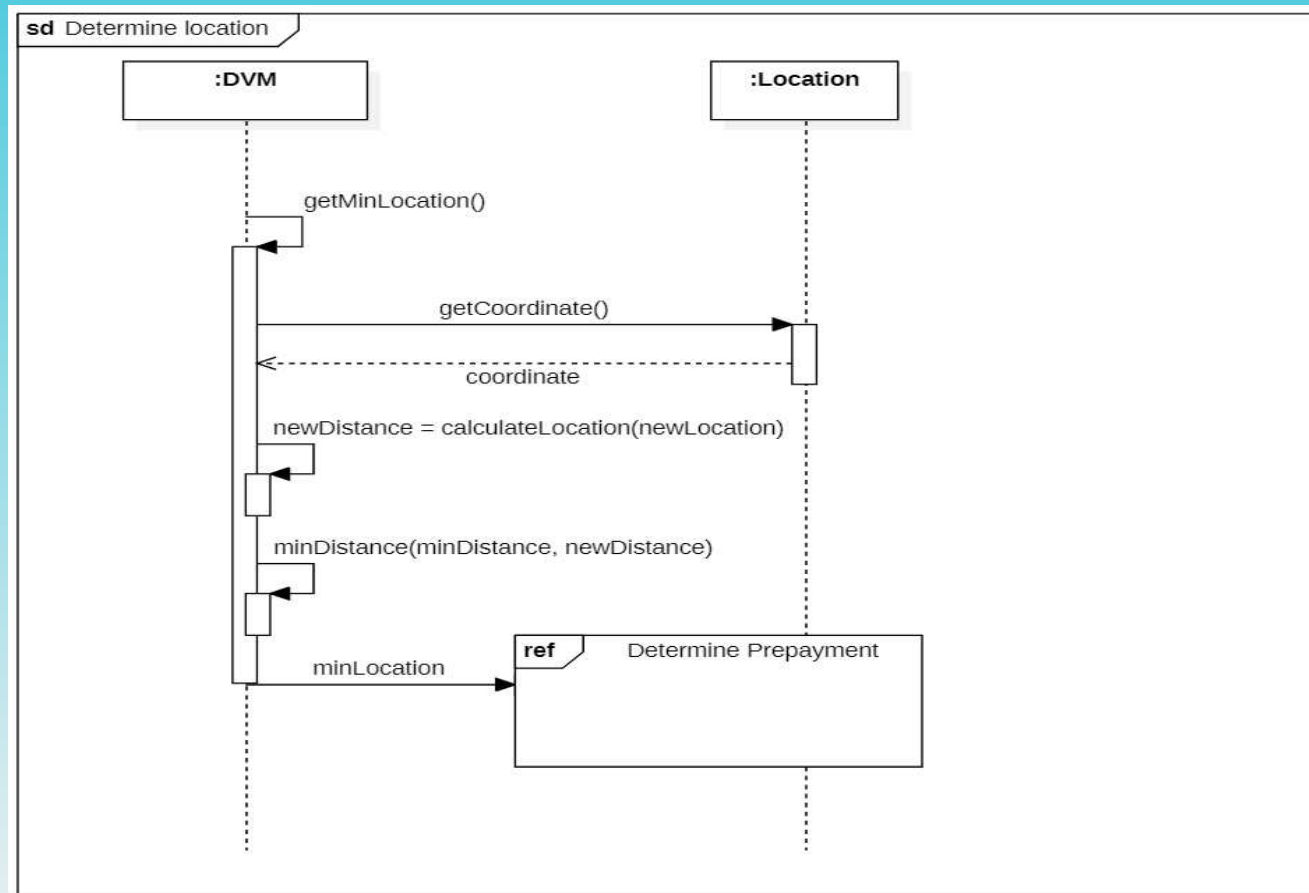 sd Determine location
:DVM
:Location
getMinLocation()
getCoordinate()
coordinate
newDistance = calculateLocation(newLocation)
minDistance(minDistance, newDistance)
ref Determine Prepayment
minLocation